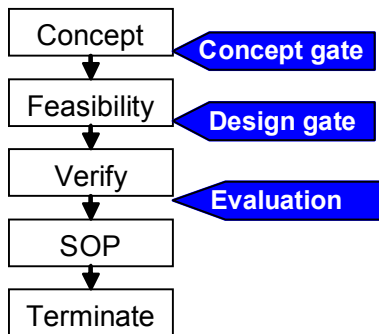 Concept
Concept gate
Feasibility
Design gate
Verify
Evaluation
SOP
Terminate